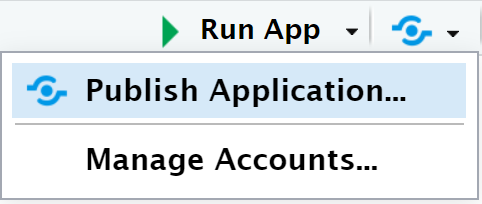 Run App
Publish Application...
Manage Accounts...